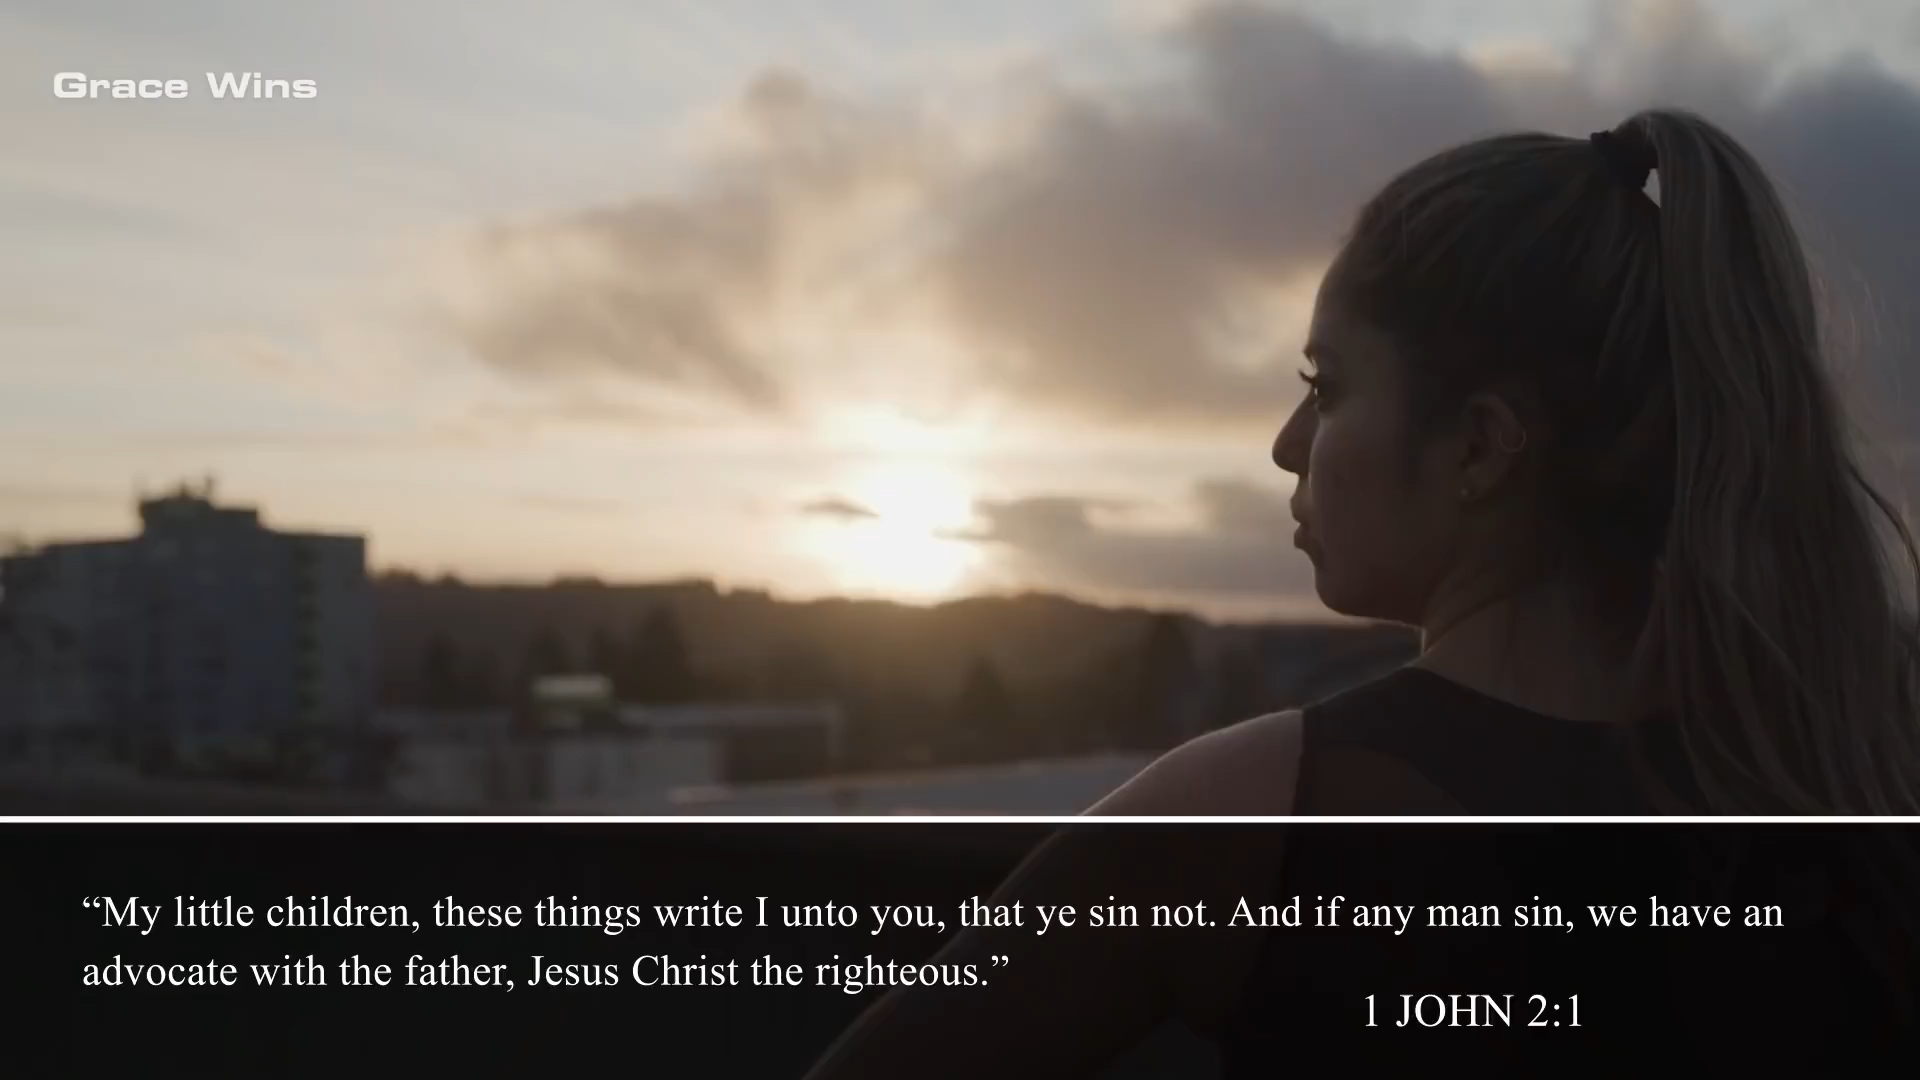 Grace Wins
“My little children, these things write I unto you, that ye sin not. And if any man sin, we have an
advocate with the father, Jesus Christ the righteous.”
1 JOHN 2:1